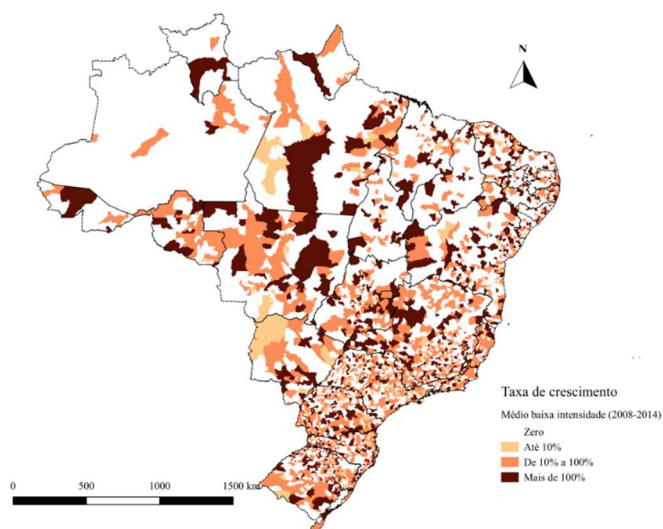 N
Taxa de crescimento
Médio baixa intensidade (2008-2014)
Zero
Até 10%
De 10% a 100%
Mais de 100%
0 500 1000 1500 km